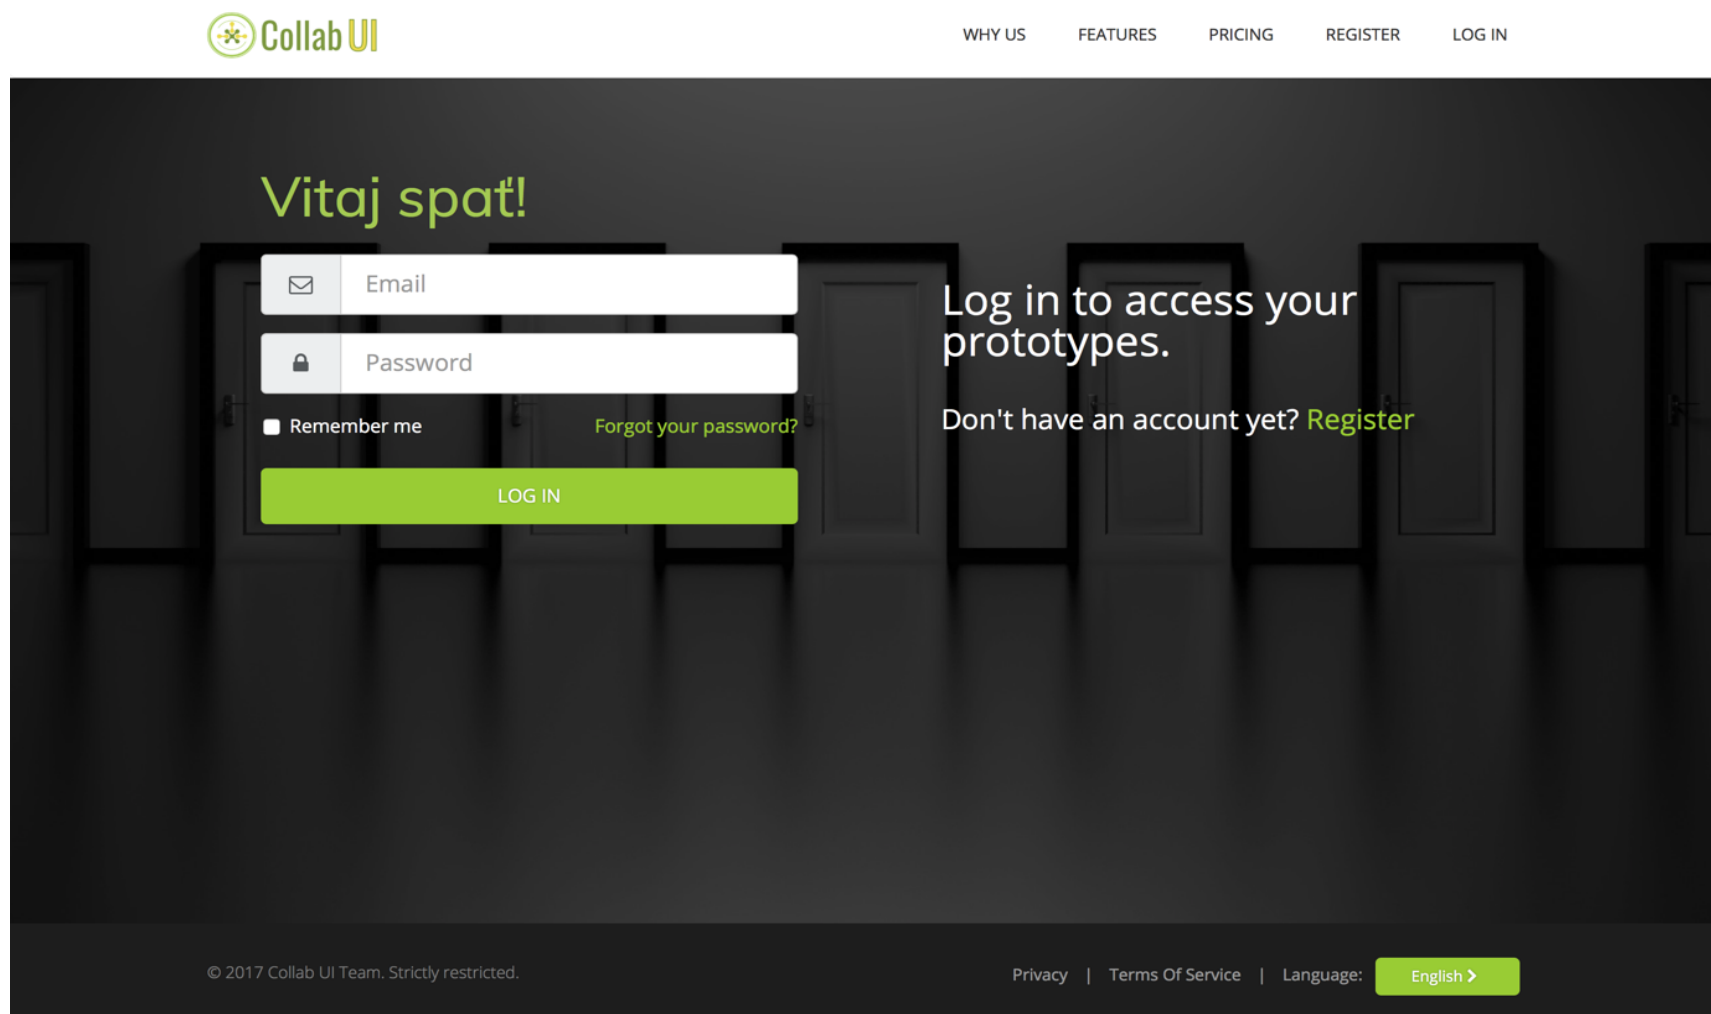 Collab UI
WHY US
FEATURES
PRICING
REGISTER
LOG IN
Vitaj spať!
Email
Password
Remember me
Forgot your password?
LOG IN
Log in to access your
prototypes.
Don't have an account yet? Register
© 2017 Collab UI Team. Strictly restricted.
Privacy | Terms Of Service | Language: English